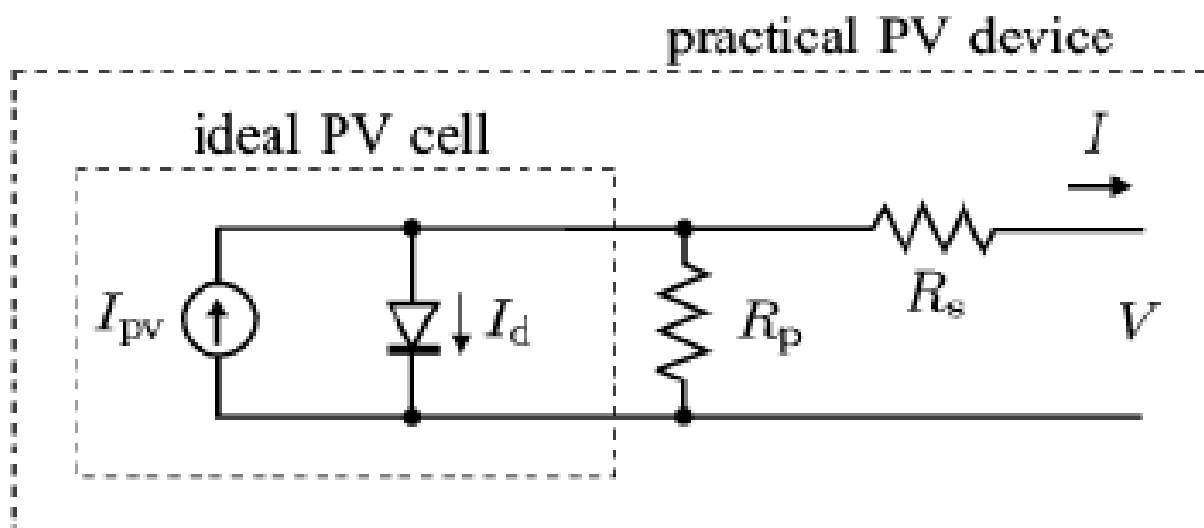 practical PV device
ideal PV cell
I
I_pv
I_d
R_p
R_s
V